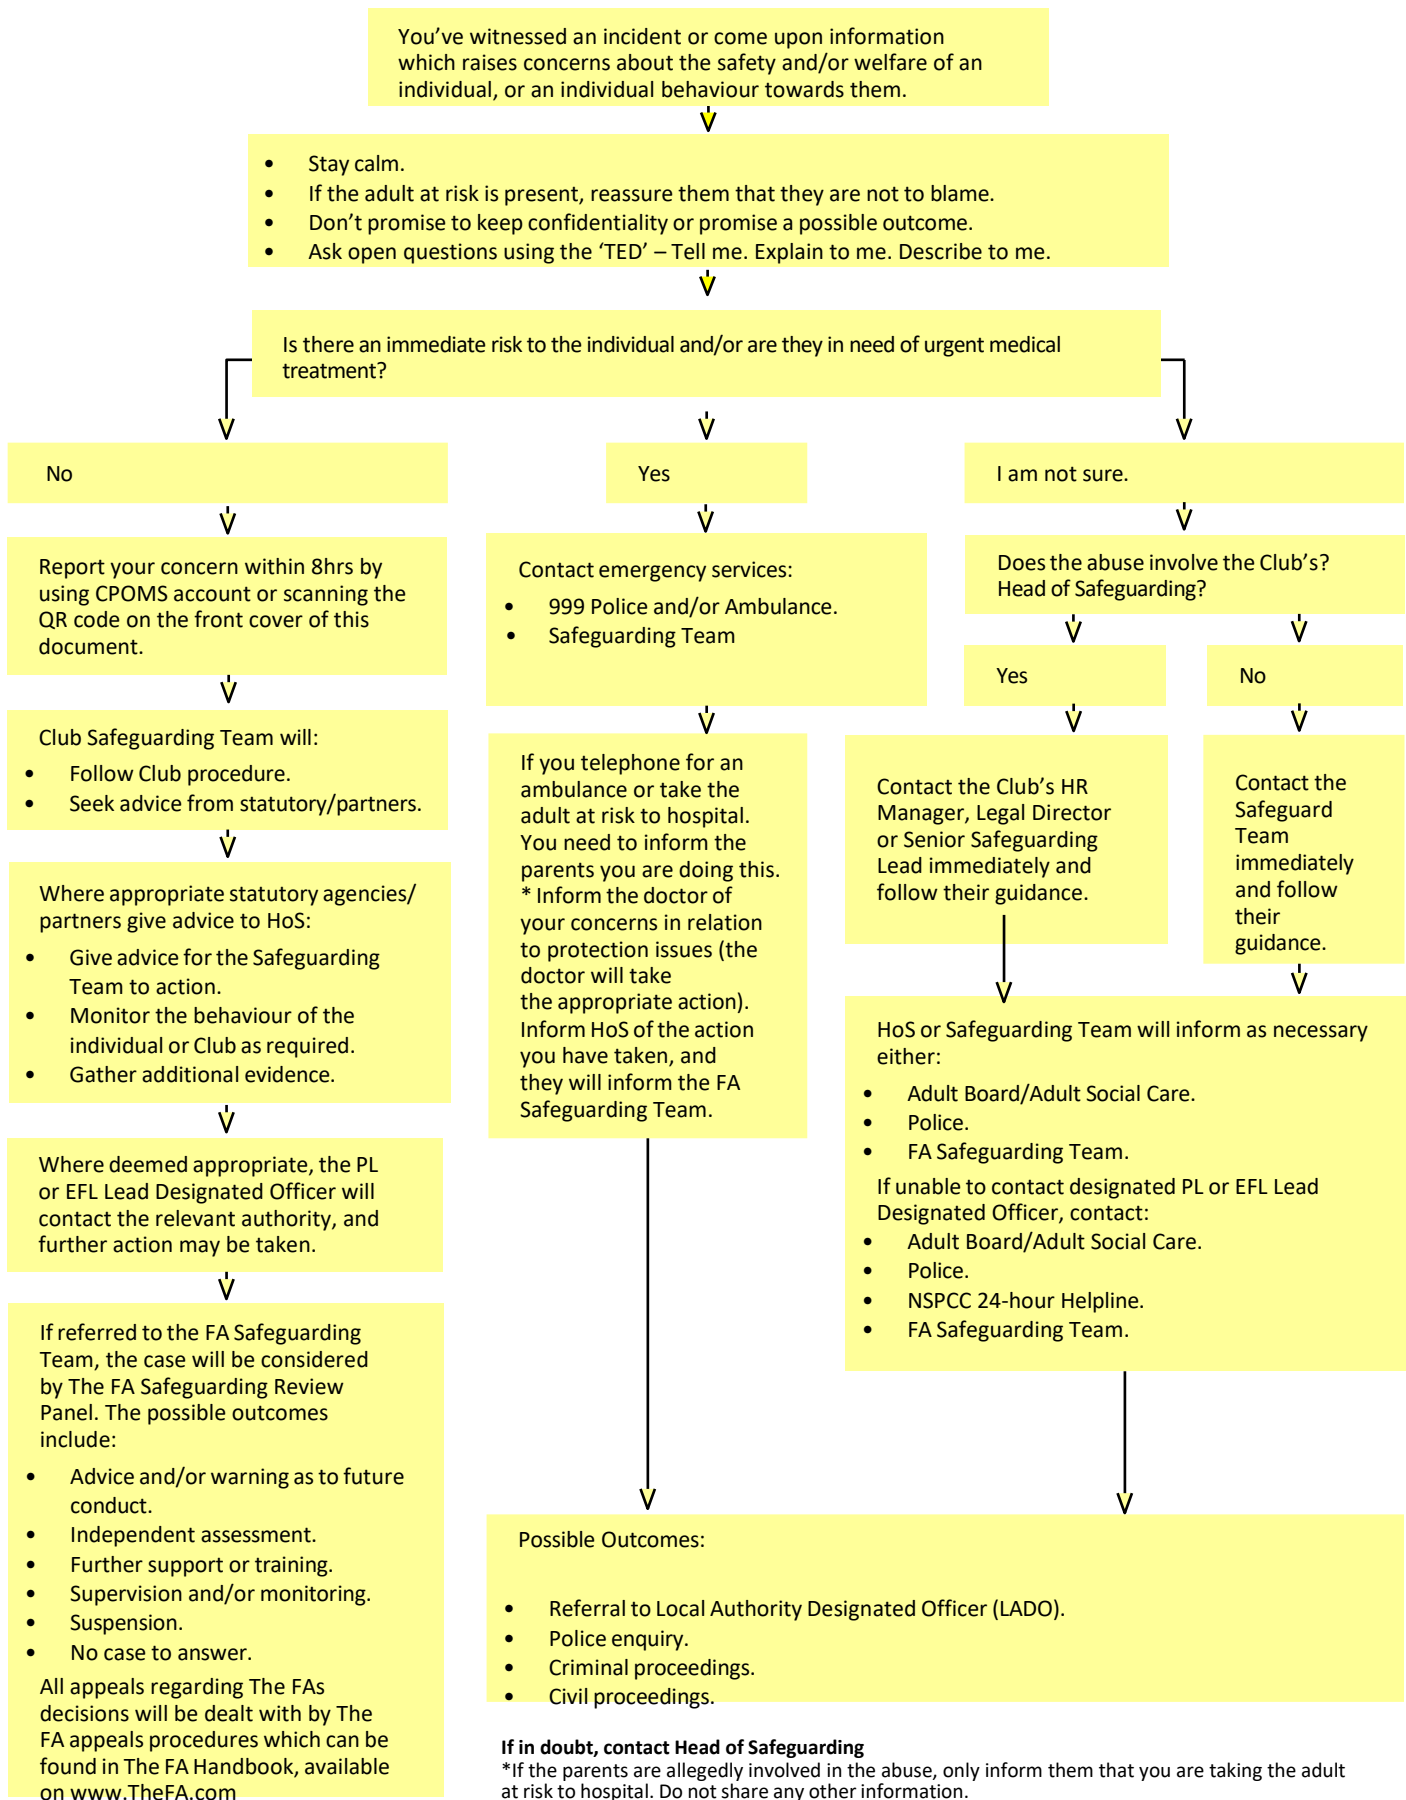 You’ve witnessed an incident or come upon information
which raises concerns about the safety and/or welfare of an
individual, or an individual behaviour towards them.
• Stay calm.
• If the adult at risk is present, reassure them that they are not to blame.
• Don’t promise to keep confidentiality or promise a possible outcome.
• Ask open questions using the ‘TED’ – Tell me. Explain to me. Describe to me.
Is there an immediate risk to the individual and/or are they in need of urgent medical
treatment?
No
Report your concern within 8hrs by
using CPOMS account or scanning the
QR code on the front cover of this
document.
Club Safeguarding Team will:
• Follow Club procedure.
• Seek advice from statutory/partners.
Where appropriate statutory agencies/
partners give advice to HoS:
• Give advice for the Safeguarding
Team to action.
• Monitor the behaviour of the
individual or Club as required.
• Gather additional evidence.
Where deemed appropriate, the PL
or EFL Lead Designated Officer will
contact the relevant authority, and
further action may be taken.
If referred to the FA Safeguarding
Team, the case will be considered
by The FA Safeguarding Review
Panel. The possible outcomes
include:
• Advice and/or warning as to future
conduct.
• Independent assessment.
• Further support or training.
• Supervision and/or monitoring.
• Suspension.
• No case to answer.
All appeals regarding The FAs
decisions will be dealt with by The
FA appeals procedures which can be
found in The FA Handbook, available
on www.TheFA.com
Yes
Contact emergency services:
• 999 Police and/or Ambulance.
• Safeguarding Team
If you telephone for an
ambulance or take the
adult at risk to hospital.
You need to inform the
parents you are doing this.
* Inform the doctor of
your concerns in relation
to protection issues (the
doctor will take
the appropriate action).
Inform HoS of the action
you have taken, and
they will inform the FA
Safeguarding Team.
I am not sure.
Does the abuse involve the Club’s?
Head of Safeguarding?
Yes
Contact the Club’s HR
Manager, Legal Director
or Senior Safeguarding
Lead immediately and
follow their guidance.
No
Contact the
Safeguard
Team
immediately
and follow
their
guidance.
HoS or Safeguarding Team will inform as necessary
either:
• Adult Board/Adult Social Care.
• Police.
• FA Safeguarding Team.
If unable to contact designated PL or EFL Lead
Designated Officer, contact:
• Adult Board/Adult Social Care.
• Police.
• NSPCC 24-hour Helpline.
• FA Safeguarding Team.
Possible Outcomes:
• Referral to Local Authority Designated Officer (LADO).
• Police enquiry.
• Criminal proceedings.
• Civil proceedings.
If in doubt, contact Head of Safeguarding
*If the parents are allegedly involved in the abuse, only inform them that you are taking the adult
at risk to hospital. Do not share any other information.